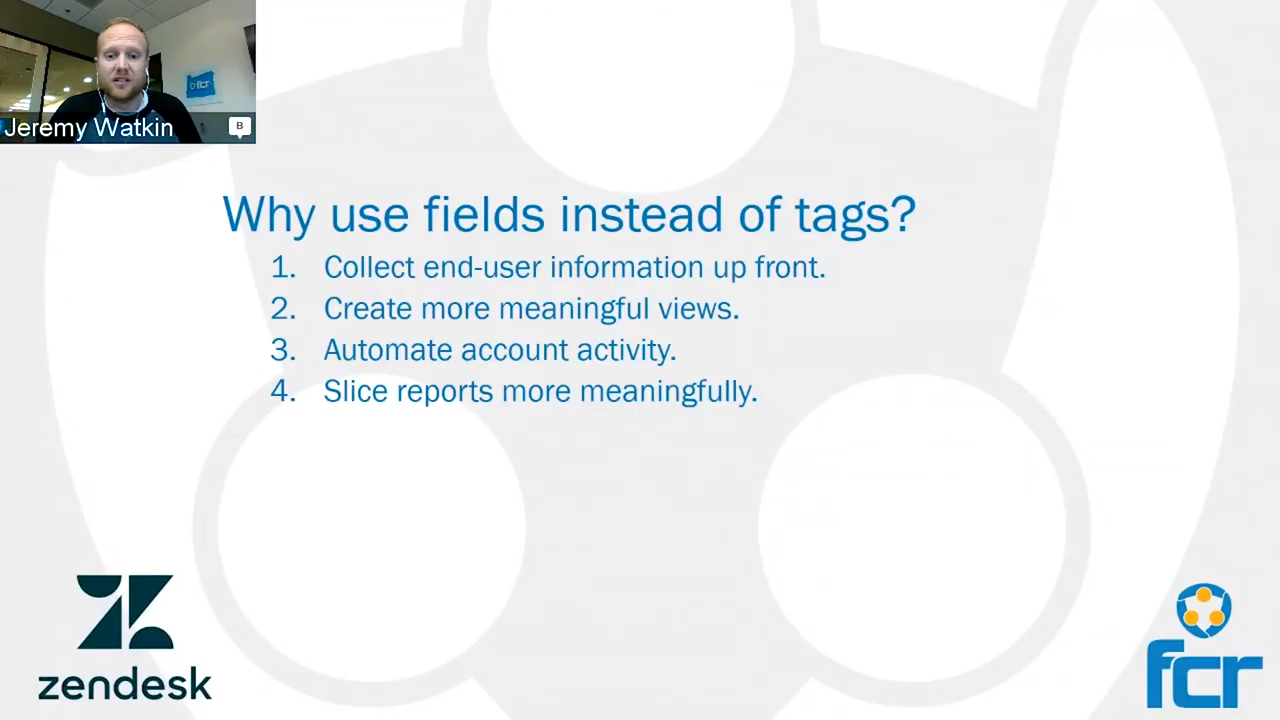 fcr
Jeremy Watkin
B
Why use fields instead of tags?
1. Collect end-user information up front.
2. Create more meaningful views.
3. Automate account activity.
4. Slice reports more meaningfully.
zendesk
fcr